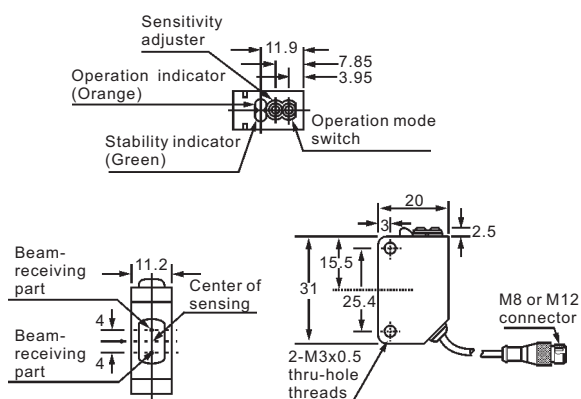 Sensitivity
adjuster
11.9
7.85
3.95
Operation indicator
(Orange)
Operation mode
switch
Stability indicator
(Green)
20
3
2.5
Beam-
receiving
part
11.2
Center of
sensing
4
4
Beam-
receiving
part
15.5
31
25.4
M8 or M12
connector
2-M3x0.5
thru-hole
threads